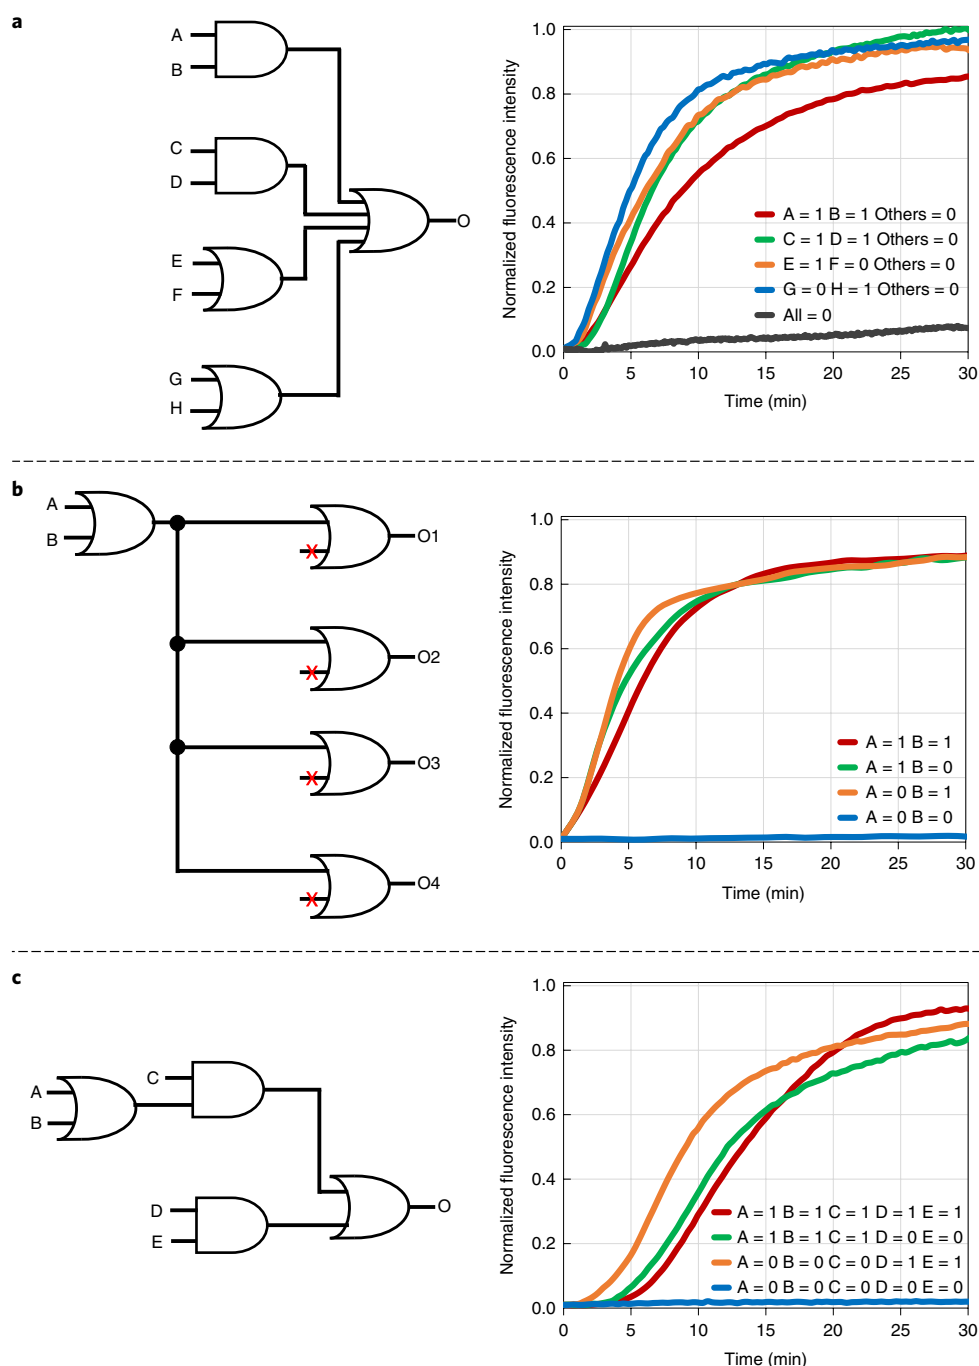 a
A
B
C
D
E
F
G
H
O
Normalized fluorescence intensity
1.0
0.8
0.6
0.4
0.2
0.0
A = 1 B = 1 Others = 0
C = 1 D = 1 Others = 0
E = 1 F = 0 Others = 0
G = 0 H = 1 Others = 0
All = 0
0 5 10 15 20 25 30
Time (min)
b
A
B
X
O1
X
O2
X
O3
X
O4
Normalized fluorescence intensity
1.0
0.8
0.6
0.4
0.2
0.0
A = 1 B = 1
A = 1 B = 0
A = 0 B = 1
A = 0 B = 0
0 5 10 15 20 25 30
Time (min)
c
A
B
C
D
E
O
Normalized fluorescence intensity
1.0
0.8
0.6
0.4
0.2
0.0
A = 1 B = 1 C = 1 D = 1 E = 1
A = 1 B = 1 C = 1 D = 0 E = 0
A = 0 B = 0 C = 0 D = 1 E = 1
A = 0 B = 0 C = 0 D = 0 E = 0
0 5 10 15 20 25 30
Time (min)